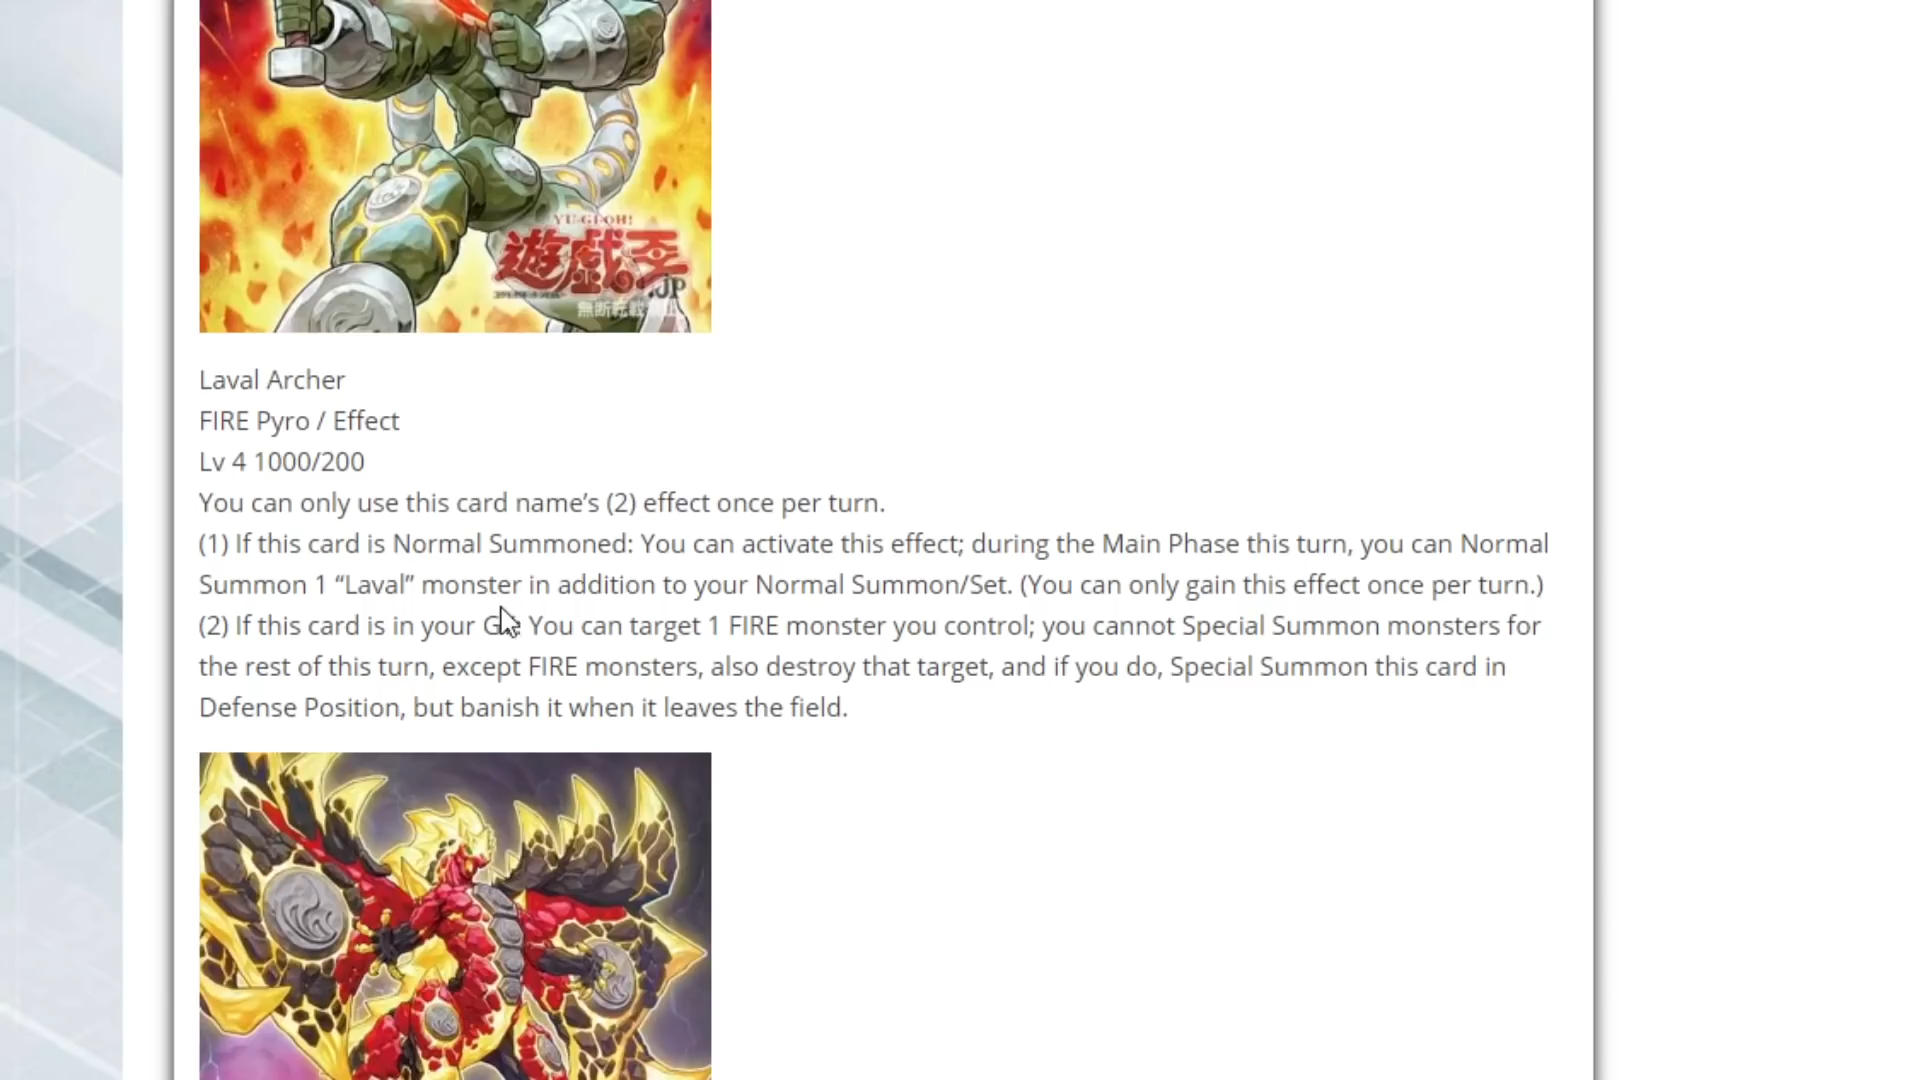 YU-GI-OH!
遊戯王
.JP
Laval Archer
FIRE Pyro / Effect
Lv 4 1000/200
You can only use this card name’s (2) effect once per turn.
(1) If this card is Normal Summoned: You can activate this effect; during the Main Phase this turn, you can Normal
Summon 1 “Laval” monster in addition to your Normal Summon/Set. (You can only gain this effect once per turn.)
(2) If this card is in your You can target 1 FIRE monster you control; you cannot Special Summon monsters for
the rest of this turn, except FIRE monsters, also destroy that target, and if you do, Special Summon this card in
Defense Position, but banish it when it leaves the field.